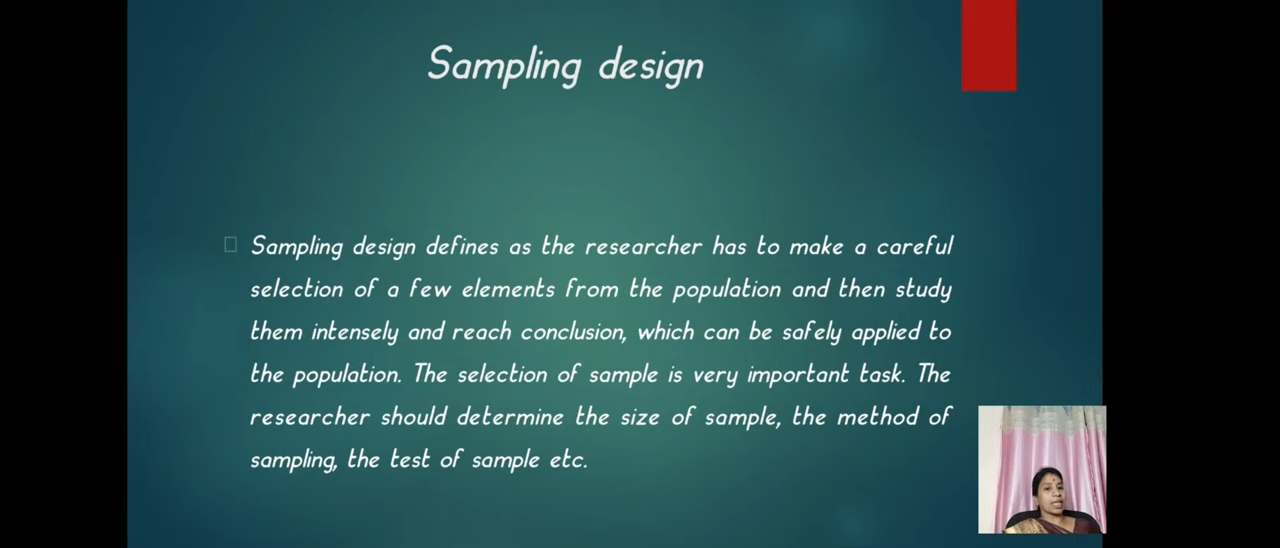 Sampling design
Sampling design defines as the researcher has to make a careful
selection of a few elements from the population and then study
them intensely and reach conclusion, which can be safely applied to
the population. The selection of sample is very important task. The
researcher should determine the size of sample, the method of
sampling, the test of sample etc.